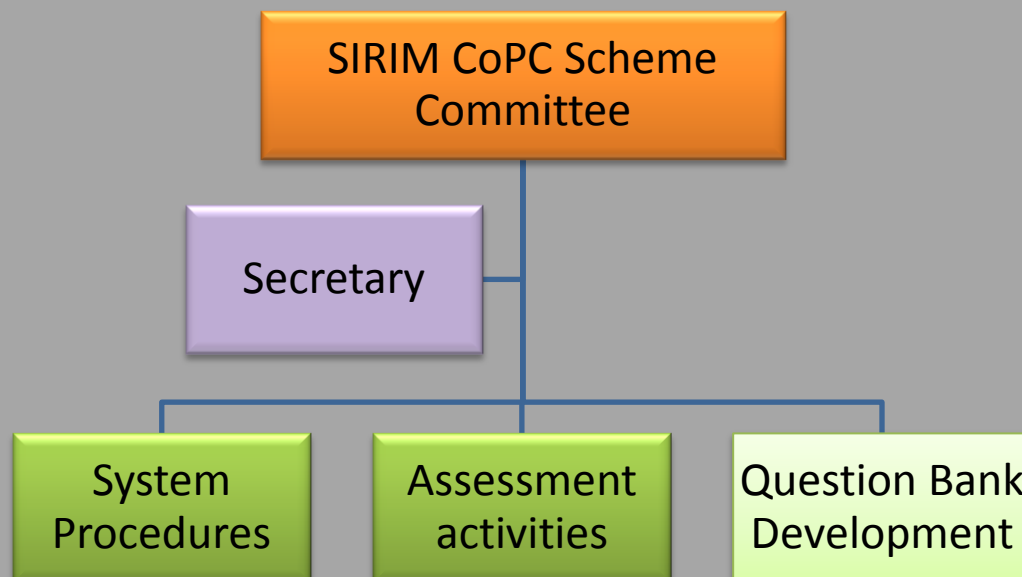 SIRIM CoPC Scheme
Committee
Secretary
System
Procedures
Assessment
activities
Question Bank
Development